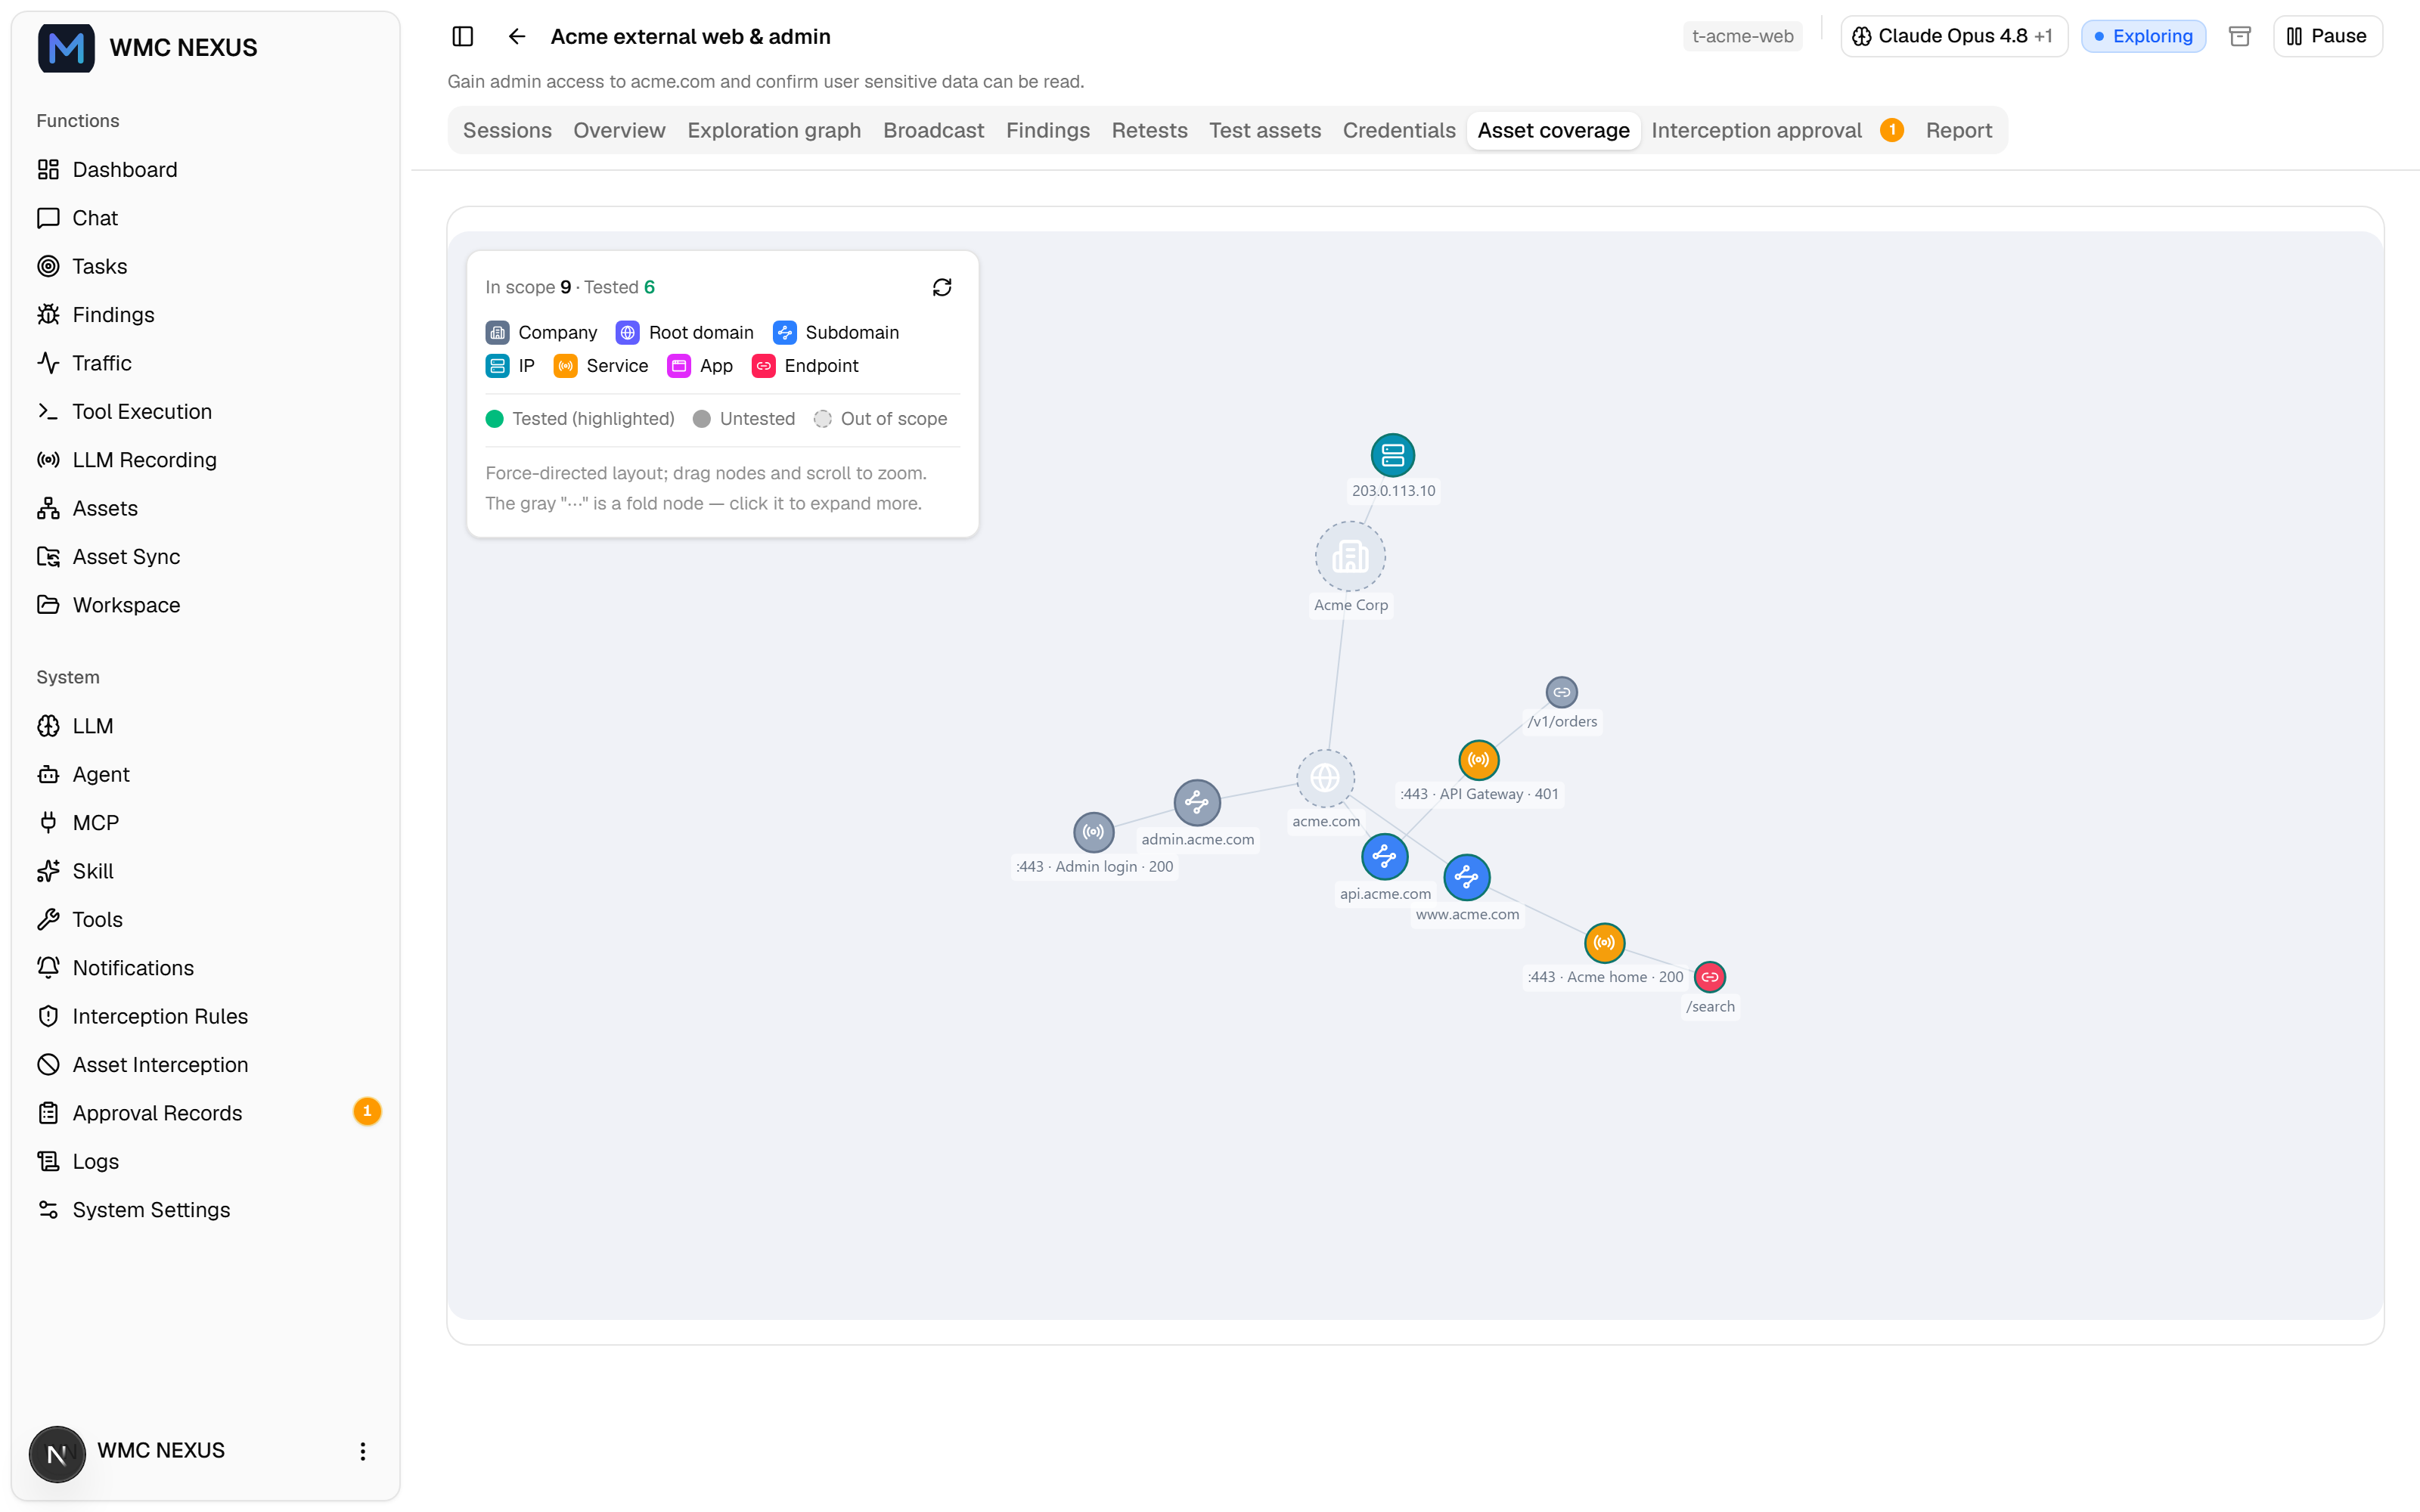 WMC NEXUS
Functions
Dashboard
Chat
Tasks
Findings
Traffic
Tool Execution
LLM Recording
Assets
Asset Sync
Workspace
System
LLM
Agent
MCP
Skill
Tools
Notifications
Interception Rules
Asset Interception
Approval Records 1
Logs
System Settings
N WMC NEXUS
Acme external web & admin
t-acme-web
Claude Opus 4.8 +1
Exploring
Pause
Gain admin access to acme.com and confirm user sensitive data can be read.
Sessions Overview Exploration graph Broadcast Findings Retests Test assets Credentials Asset coverage Interception approval 1 Report
In scope 9 · Tested 6
Company Root domain Subdomain
IP Service App Endpoint
Tested (highlighted) Untested Out of scope
Force-directed layout; drag nodes and scroll to zoom.
The gray "···" is a fold node — click it to expand more.
203.0.113.10
Acme Corp
/v1/orders
:443 · API Gateway · 401
acme.com
admin.acme.com
:443 · Admin login · 200
api.acme.com
www.acme.com
:443 · Acme home · 200
/search